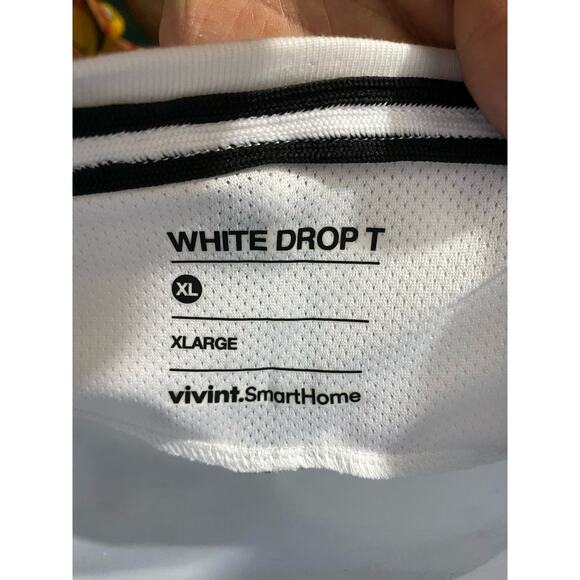 WHITE DROP T
XL
XLARGE
vivint.SmartHome